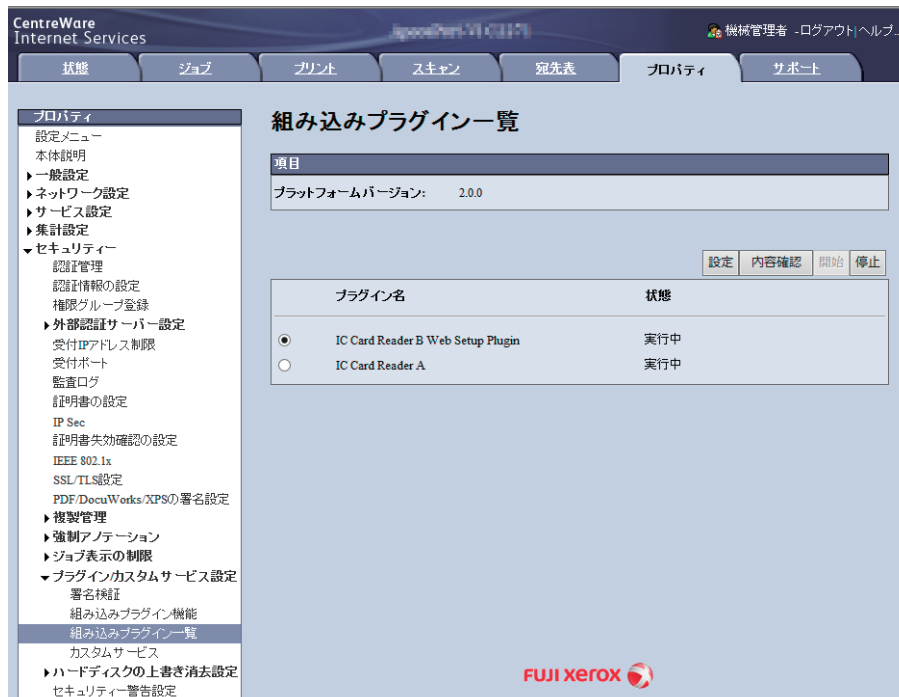 CentreWare
Internet Services
機械管理者 -ログアウト|ヘルプ
状態 ジョブ プリント スキャン 宛先表 プロパティ サポート
プロパティ
設定メニュー
本体説明
一般設定
ネットワーク設定
サービス設定
集計設定
セキュリティー
認証管理
認証情報の設定
権限グループ登録
外部認証サーバー設定
受付IPアドレス制限
受付ポート
監査ログ
証明書の設定
IP Sec
証明書失効確認の設定
IEEE 802.1x
SSL/TLS設定
PDF/DocuWorks/XPSの署名設定
複製管理
強制アノテーション
ジョブ表示の制限
プラグイン/カスタムサービス設定
署名検証
組み込みプラグイン機能
組み込みプラグイン一覧
カスタムサービス
ハードディスクの上書き消去設定
セキュリティー警告設定
組み込みプラグイン一覧
項目
プラットフォームバージョン: 2.0.0
設定 内容確認 開始 停止
プラグイン名 状態
IC Card Reader B Web Setup Plugin 実行中
IC Card Reader A 実行中
FUJI xerox